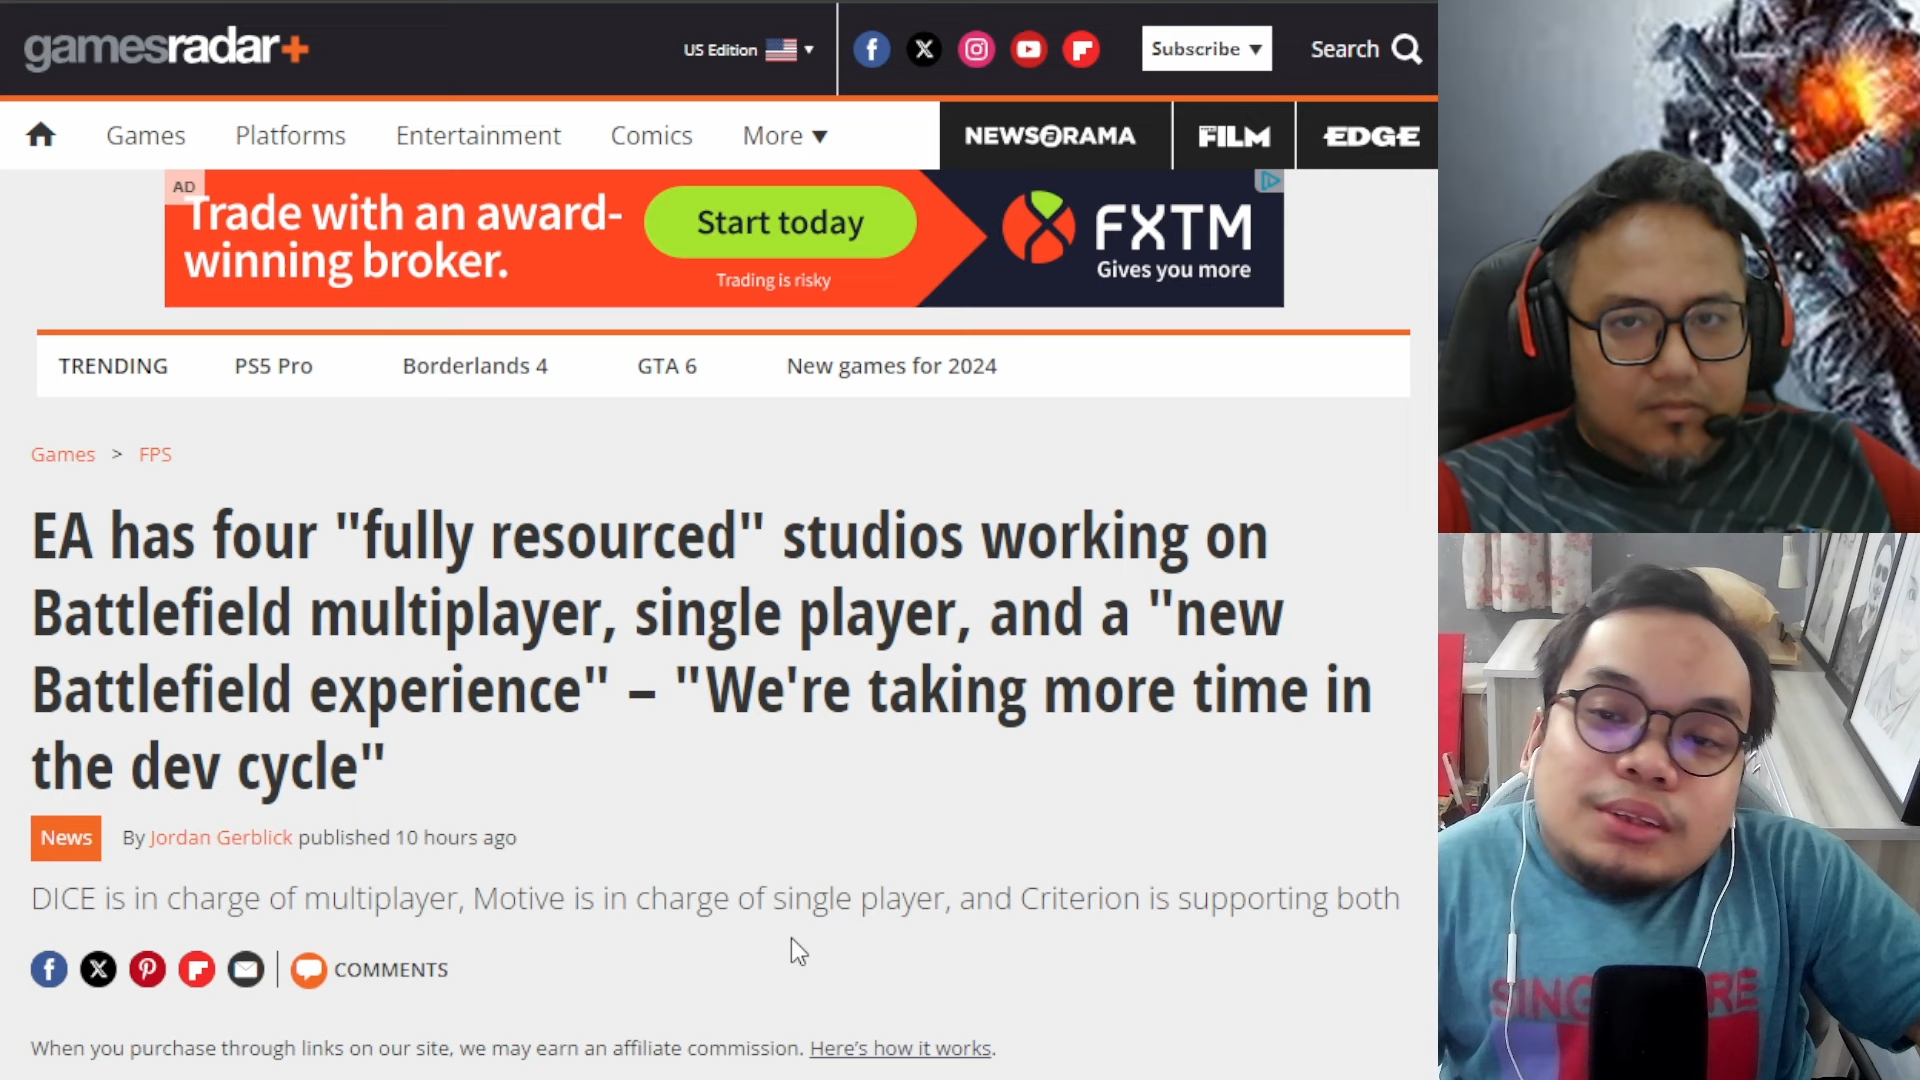 gamesradar+
US Edition
Subscribe
Search
Games
Platforms
Entertainment
Comics
More
NEWSARAMA
FILM
EDGE
AD
Trade with an award-
winning broker.
Start today
Trading is risky
FXTM
Gives you more
TRENDING
PS5 Pro
Borderlands 4
GTA 6
New games for 2024
Games > FPS
EA has four "fully resourced" studios working on
Battlefield multiplayer, single player, and a "new
Battlefield experience" – "We're taking more time in
the dev cycle"
News
By Jordan Gerblick published 10 hours ago
DICE is in charge of multiplayer, Motive is in charge of single player, and Criterion is supporting both
COMMENTS
When you purchase through links on our site, we may earn an affiliate commission. Here’s how it works.